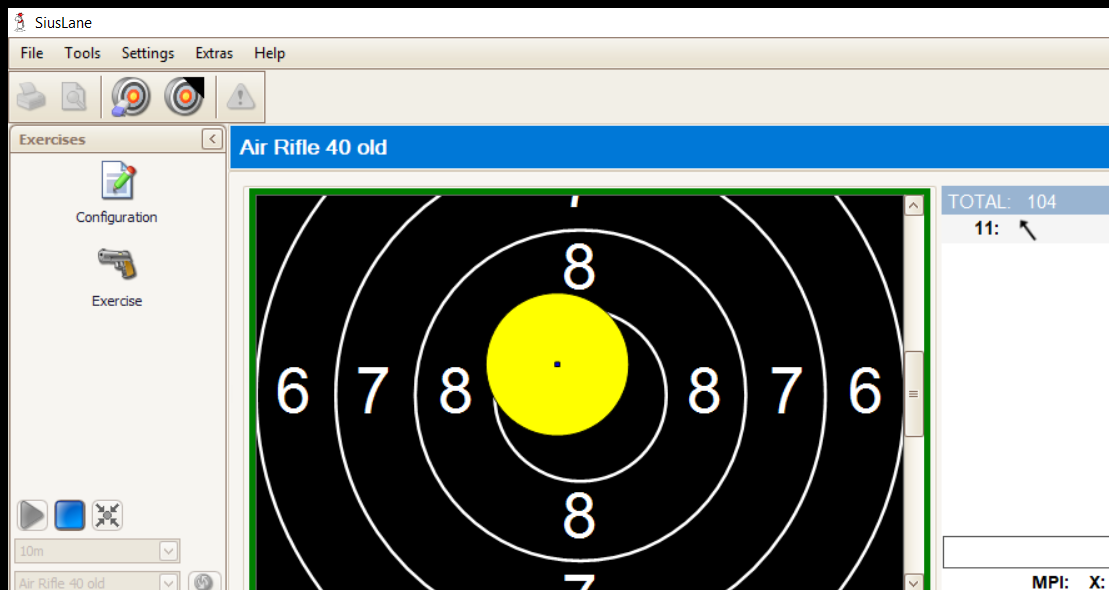 SiusLane
File Tools Settings Extras Help
Exercises
Air Rifle 40 old
Configuration
Exercise
TOTAL: 104
11:
7
8
6 7 8 8 7 6
8
7
10m
Air Rifle 40 old
MPI: X: